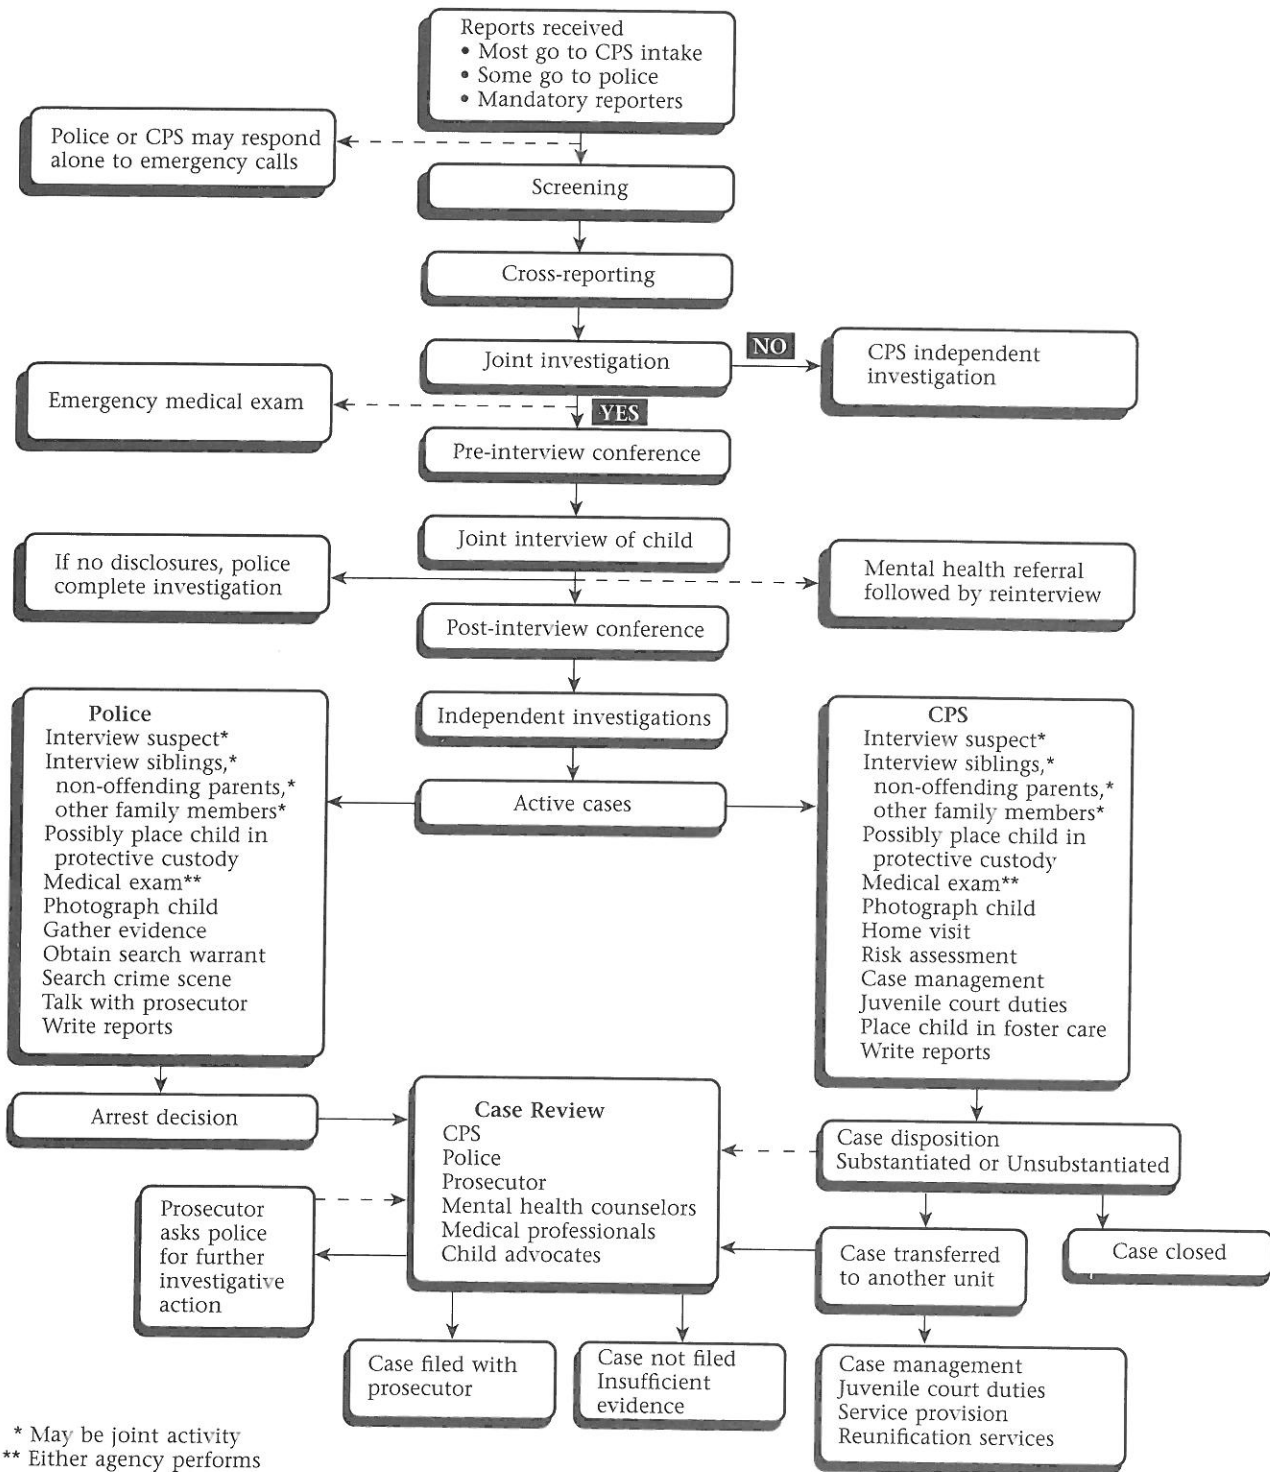 Reports received
• Most go to CPS intake
• Some go to police
• Mandatory reporters
Police or CPS may respond
alone to emergency calls
Screening
Cross-reporting
Joint investigation
NO
CPS independent
investigation
Emergency medical exam
YES
Pre-interview conference
Joint interview of child
If no disclosures, police
complete investigation
Mental health referral
followed by reinterview
Post-interview conference
Independent investigations
Active cases
Police
Interview suspect*
Interview siblings,*
non-offending parents,*
other family members*
Possibly place child in
protective custody
Medical exam**
Photograph child
Gather evidence
Obtain search warrant
Search crime scene
Talk with prosecutor
Write reports
CPS
Interview suspect*
Interview siblings,*
non-offending parents,*
other family members*
Possibly place child in
protective custody
Medical exam**
Photograph child
Home visit
Risk assessment
Case management
Juvenile court duties
Place child in foster care
Write reports
Arrest decision
Case Review
CPS
Police
Prosecutor
Mental health counselors
Medical professionals
Child advocates
Case disposition
Substantiated or Unsubstantiated
Prosecutor
asks police
for further
investigative
action
Case transferred
to another unit
Case closed
Case filed with
prosecutor
Case not filed
Insufficient
evidence
Case management
Juvenile court duties
Service provision
Reunification services
* May be joint activity
** Either agency performs